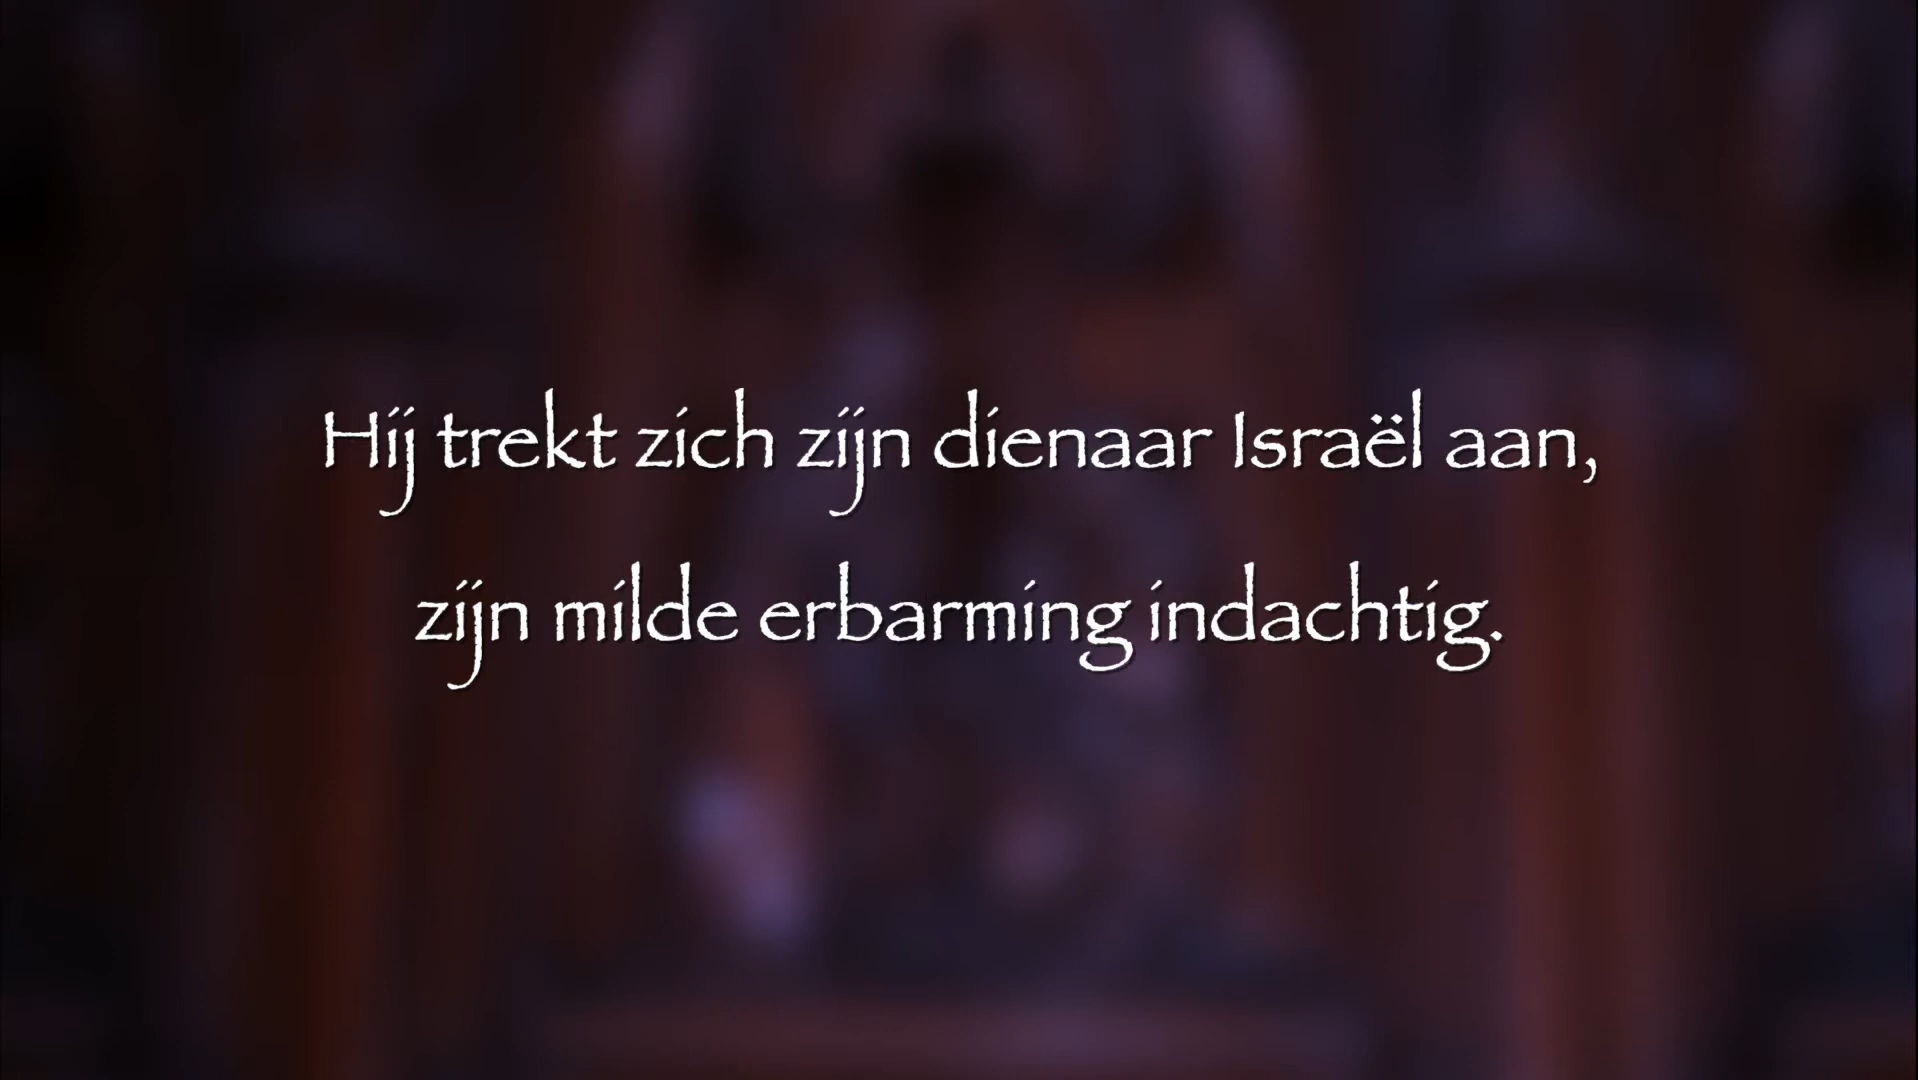 Hij trekt zich zijn dienaar Israël aan,
zijn milde erbarming indachtig.